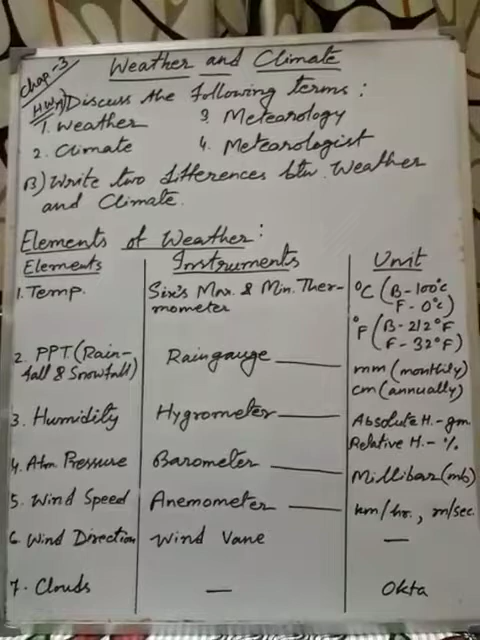 Chap.-3
Weather and Climate
H.W. A) Discuss the following terms :
1. Weather 3. Meteorology
2. Climate 4. Meteorologist
B) Write two differences btw. Weather
and Climate.
Elements of Weather :
Elements Instruments Unit
1. Temp. Six's Max. & Min. Ther- °C (B-100°C
mometer F-0°C)
°F (B-212°F
F-32°F)
2. PPT (Rain- Raingauge mm (monthly)
fall & Snowfall) cm (annually)
3. Humidity Hygrometer Absolute H.-gm
Relative H.-%
4. Atm. Pressure Barometer Millibar (mb)
5. Wind Speed Anemometer km/hr., m/sec.
6. Wind Direction Wind Vane —
7. Clouds — Okta